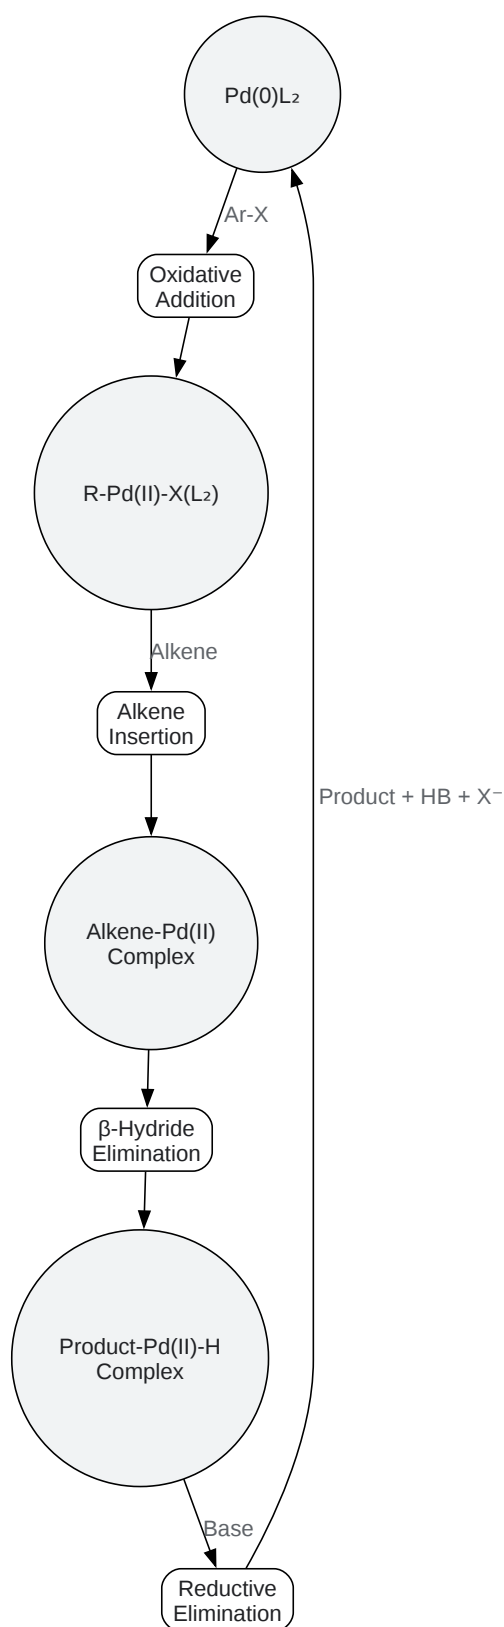 Pd(0)L₂
Ar-X
Oxidative
Addition
R-Pd(II)-X(L₂)
Alkene
Alkene
Insertion
Product + HB + X⁻
Alkene-Pd(II)
Complex
β-Hydride
Elimination
Product-Pd(II)-H
Complex
Base
Reductive
Elimination